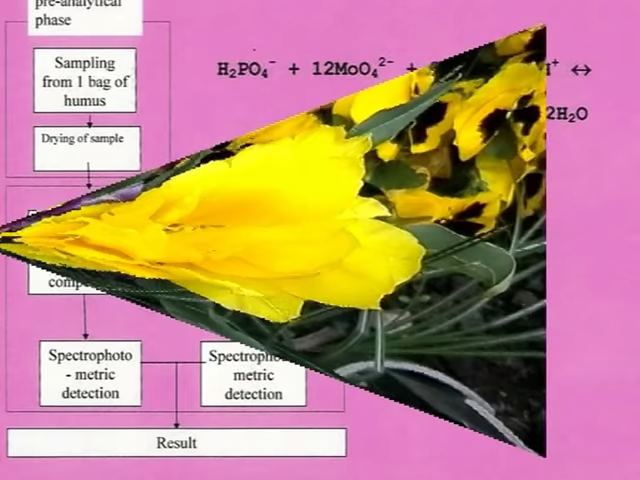 pre-analytical
phase
Sampling
from 1 bag of
humus
H₂PO₄⁻ + 12MoO₄²⁻ +
⁺ ↔
2H₂O
Drying of sample
Spectrophoto
- metric
detection
metric
detection
Result